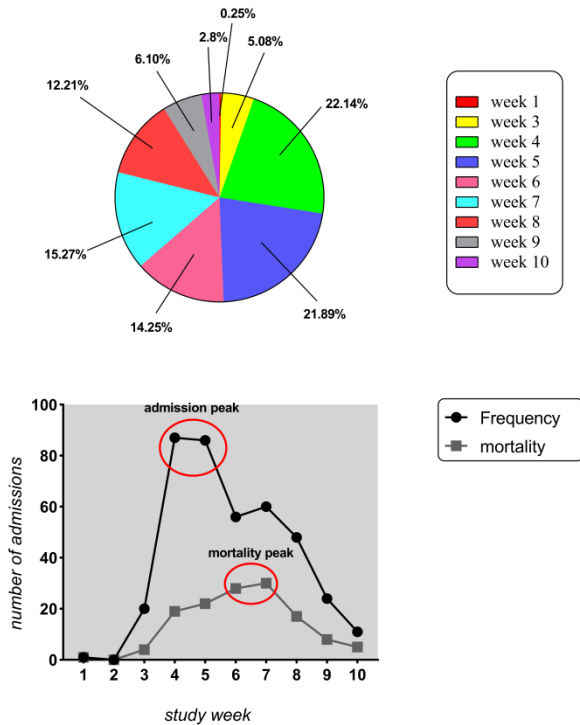 0.25%
2.8%
5.08%
6.10%
12.21%
22.14%
15.27%
14.25%
21.89%
week 1
week 3
week 4
week 5
week 6
week 7
week 8
week 9
week 10
100
80
60
40
20
0
number of admissions
admission peak
mortality peak
1 2 3 4 5 6 7 8 9 10
study week
Frequency
mortality